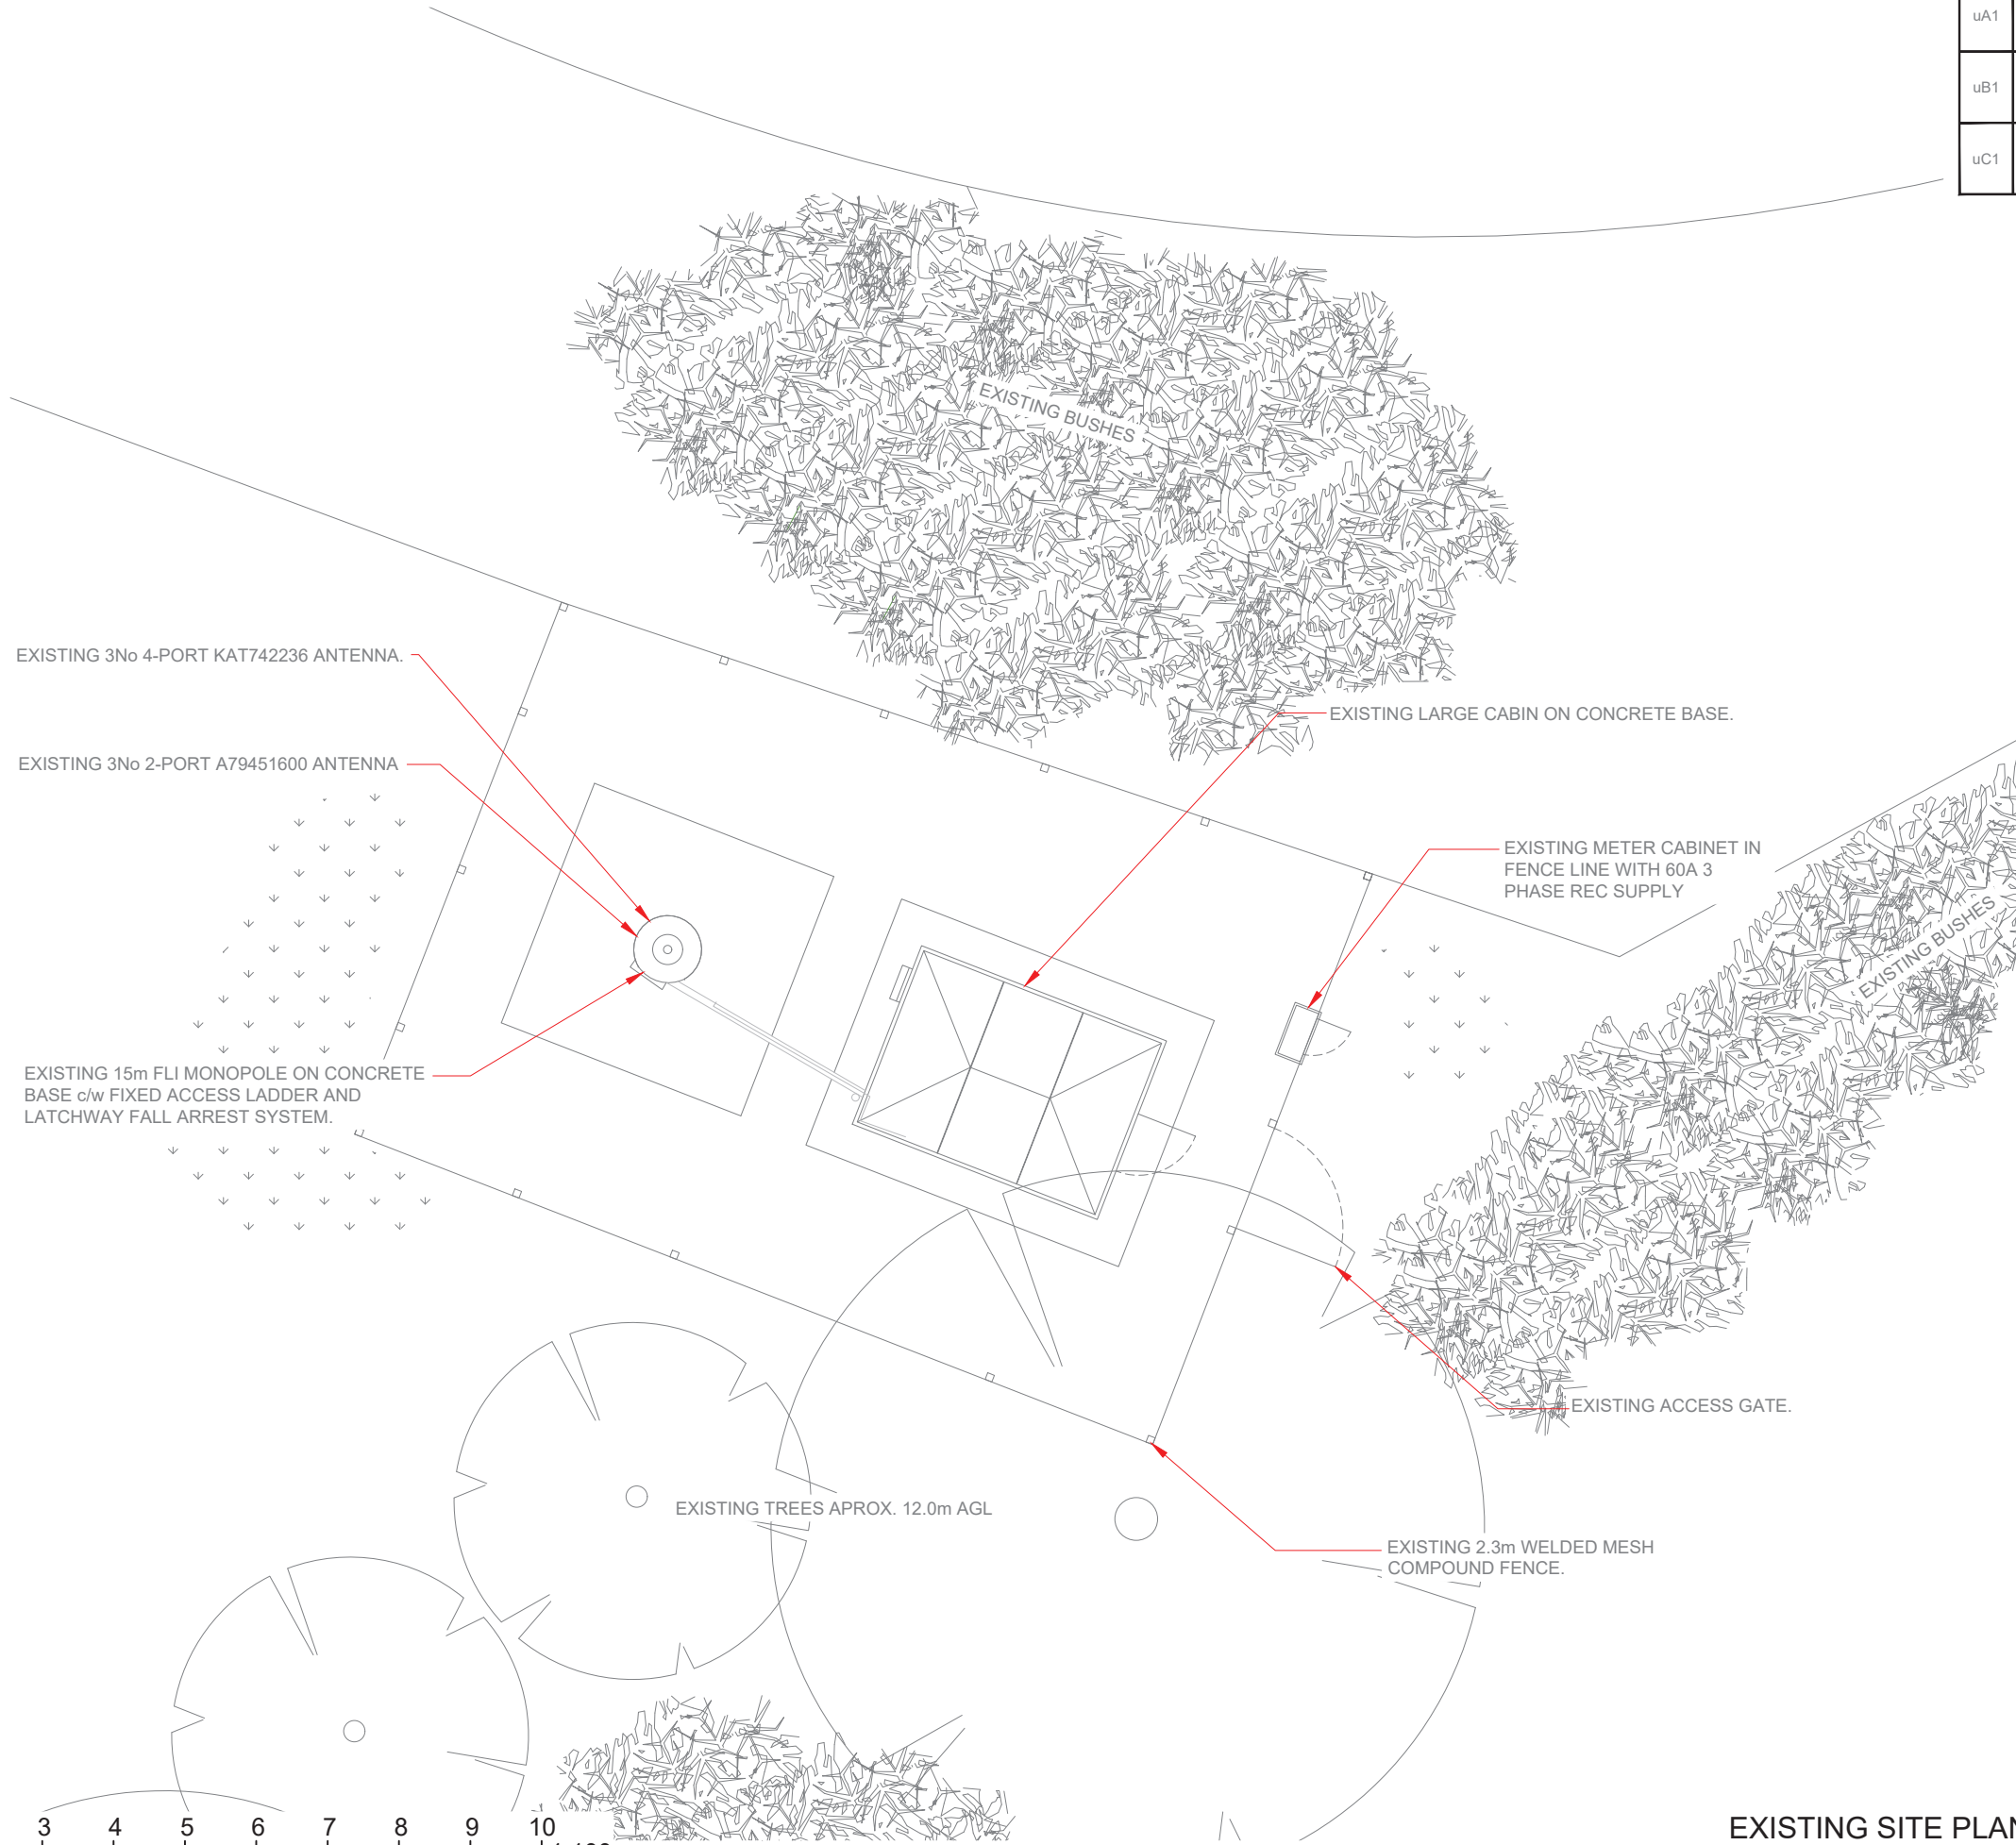 uA1
uB1
uC1
EXISTING BUSHES
EXISTING 3No 4-PORT KAT742236 ANTENNA.
EXISTING LARGE CABIN ON CONCRETE BASE.
EXISTING 3No 2-PORT A79451600 ANTENNA
EXISTING METER CABINET IN
FENCE LINE WITH 60A 3
PHASE REC SUPPLY
EXISTING BUSHES
EXISTING 15m FLI MONOPOLE ON CONCRETE
BASE c/w FIXED ACCESS LADDER AND
LATCHWAY FALL ARREST SYSTEM.
EXISTING ACCESS GATE.
EXISTING TREES APROX. 12.0m AGL
EXISTING 2.3m WELDED MESH
COMPOUND FENCE.
3 4 5 6 7 8 9 10
EXISTING SITE PLAN